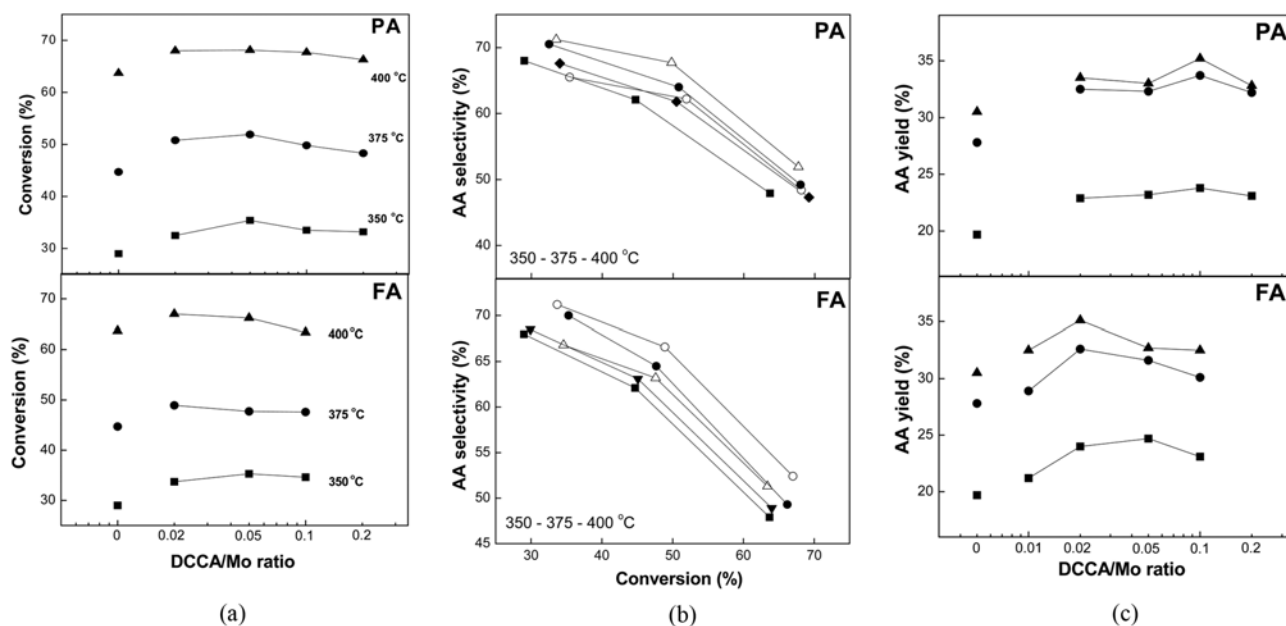 PA
Conversion (%)
70
60
50
40
30
400 °C
375 °C
350 °C
FA
Conversion (%)
70
60
50
40
30
400 °C
375 °C
350 °C
0 0.02 0.05 0.1 0.2
DCCA/Mo ratio
(a)
PA
AA selectivity (%)
70
60
50
40
350 - 375 - 400 °C
FA
AA selectivity (%)
75
70
65
60
55
50
45
350 - 375 - 400 °C
30 40 50 60 70
Conversion (%)
(b)
PA
AA yield (%)
35
30
25
20
FA
AA yield (%)
35
30
25
20
0 0.01 0.02 0.05 0.1 0.2
DCCA/Mo ratio
(c)